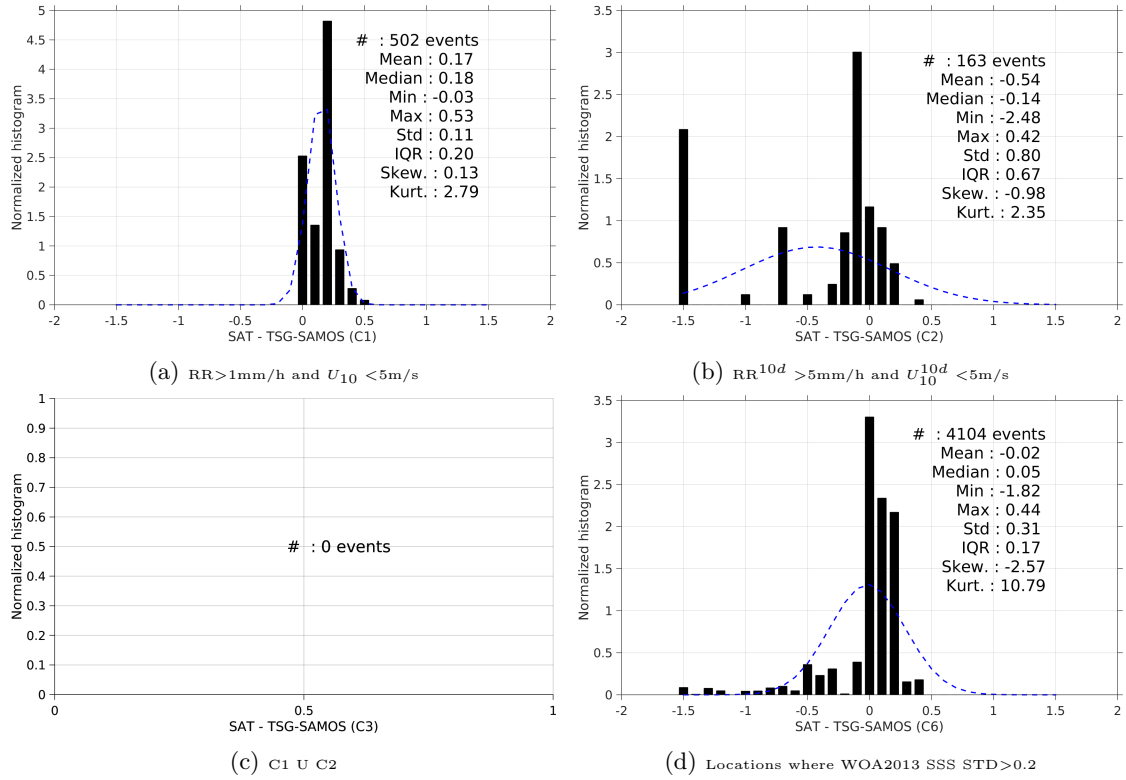 5
4.5
4
3.5
3
2.5
2
1.5
1
0.5
0
Normalized histogram
# : 502 events
Mean : 0.17
Median : 0.18
Min : -0.03
Max : 0.53
Std : 0.11
IQR : 0.20
Skew. : 0.13
Kurt. : 2.79
-2 -1.5 -1 -0.5 0 0.5 1 1.5 2
SAT - TSG-SAMOS (C1)
(a) RR>1mm/h and U10 <5m/s
3.5
3
2.5
2
1.5
1
0.5
0
Normalized histogram
# : 163 events
Mean : -0.54
Median : -0.14
Min : -2.48
Max : 0.42
Std : 0.80
IQR : 0.67
Skew. : -0.98
Kurt. : 2.35
-2 -1.5 -1 -0.5 0 0.5 1 1.5 2
SAT - TSG-SAMOS (C2)
(b) RR^10d >5mm/h and U10^10d <5m/s
1
0.9
0.8
0.7
0.6
0.5
0.4
0.3
0.2
0.1
0
Normalized histogram
# : 0 events
0 0.5 1
SAT - TSG-SAMOS (C3)
(c) C1 U C2
3.5
3
2.5
2
1.5
1
0.5
0
Normalized histogram
# : 4104 events
Mean : -0.02
Median : 0.05
Min : -1.82
Max : 0.44
Std : 0.31
IQR : 0.17
Skew. : -2.57
Kurt. : 10.79
-2 -1.5 -1 -0.5 0 0.5 1 1.5 2
SAT - TSG-SAMOS (C6)
(d) Locations where WOA2013 SSS STD>0.2